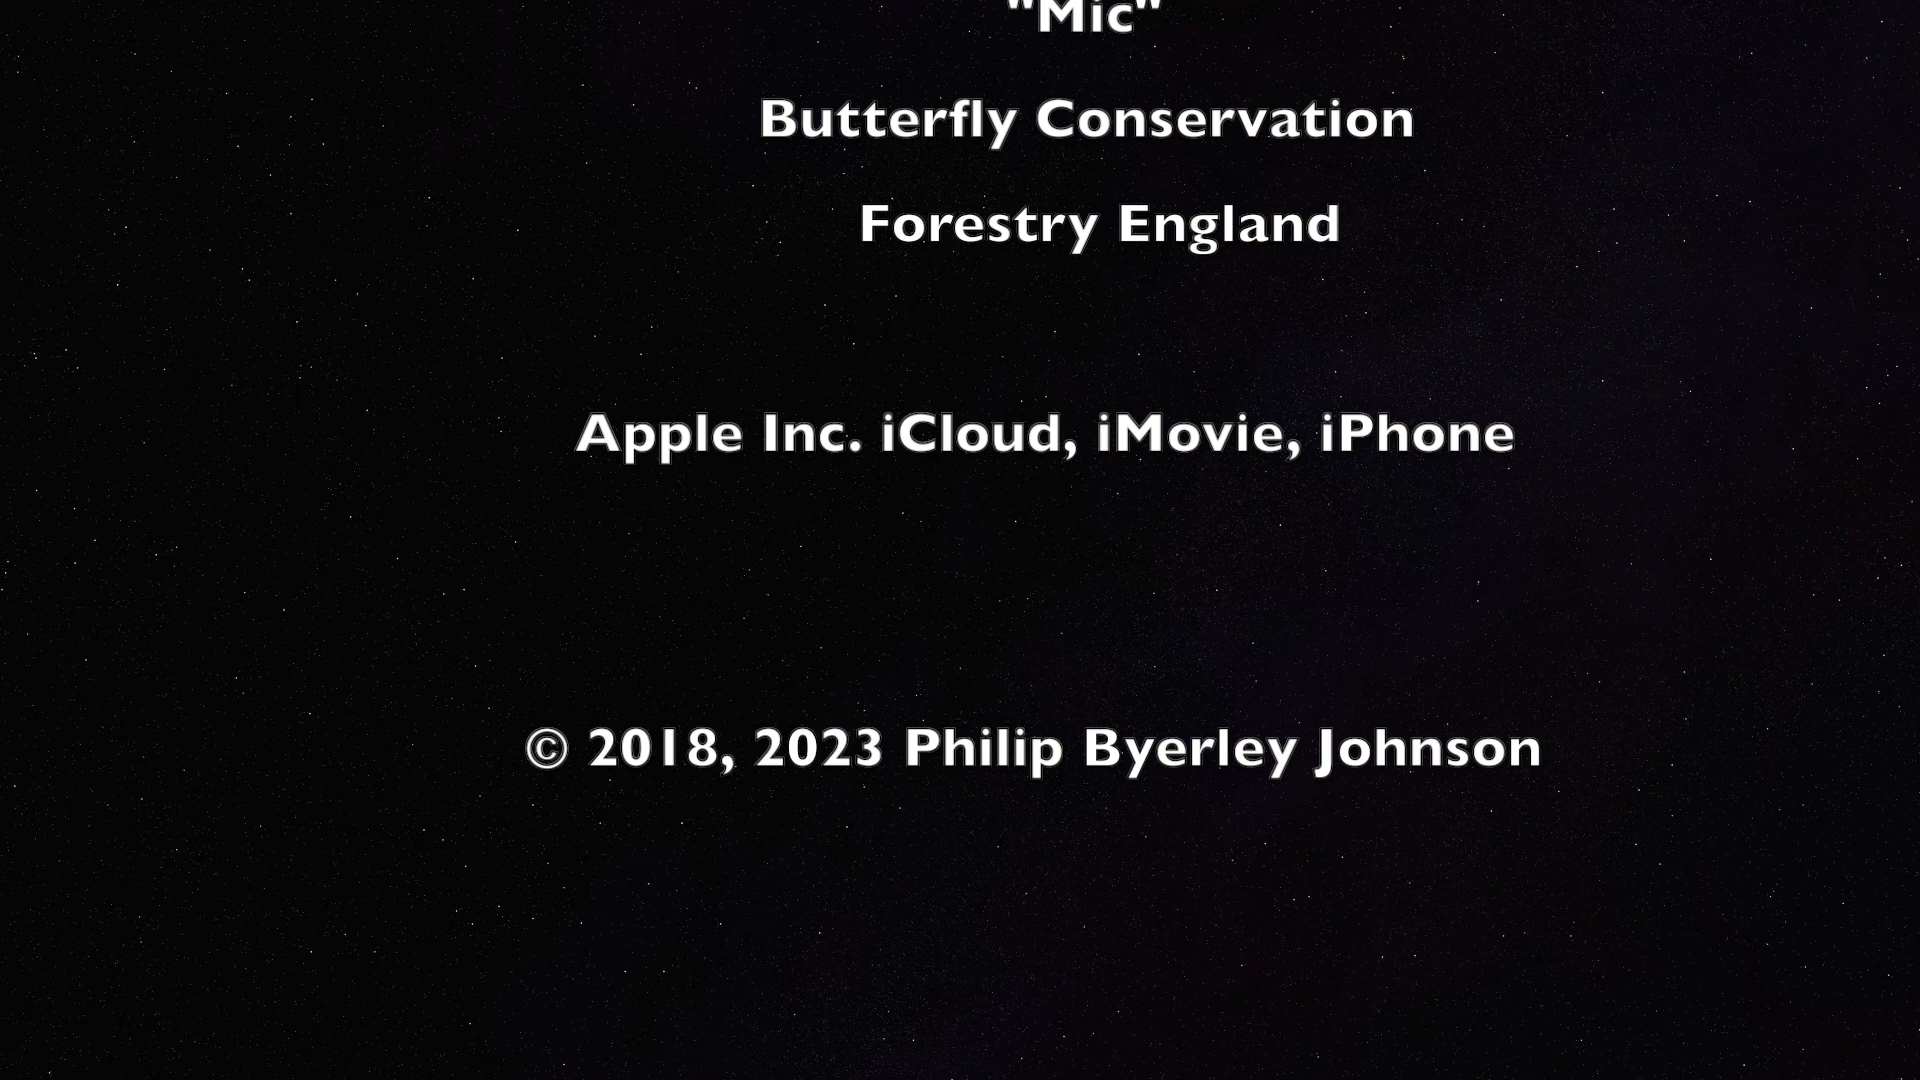 "Mic"
Butterfly Conservation
Forestry England
Apple Inc. iCloud, iMovie, iPhone
© 2018, 2023 Philip Byerley Johnson